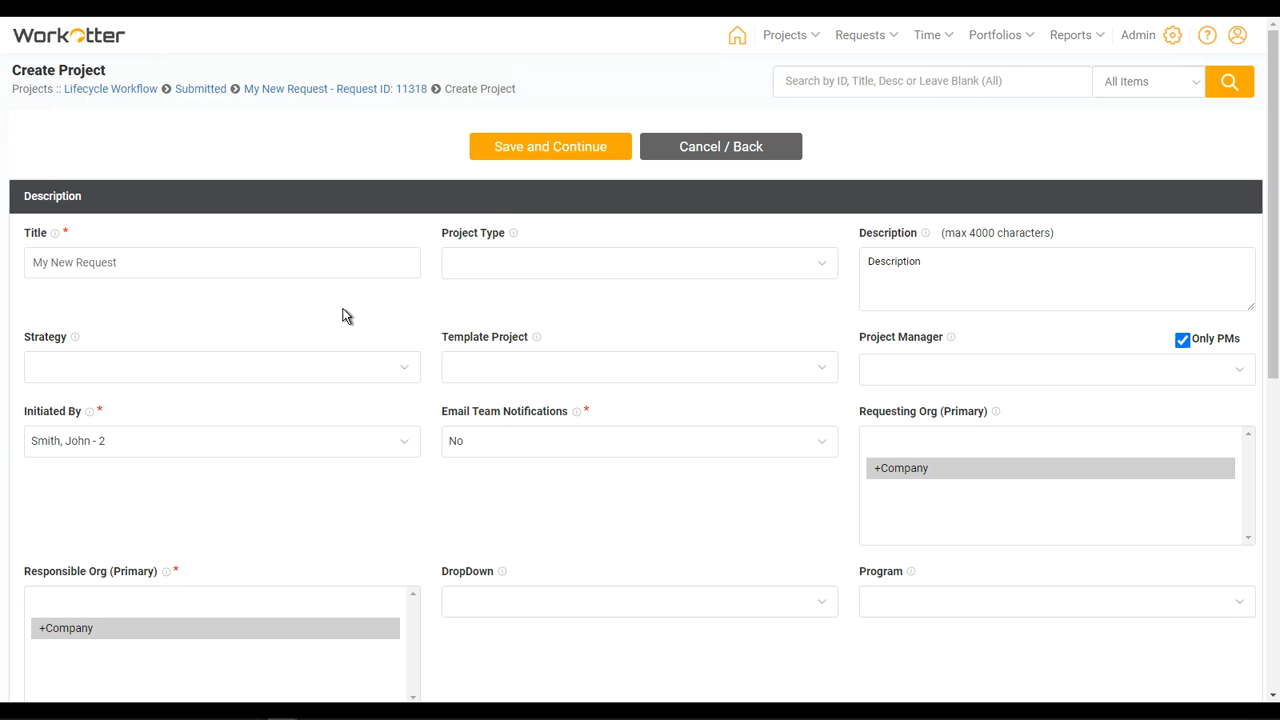 WorkOtter
Projects Requests Time Portfolios Reports Admin ?
Create Project
Projects :: Lifecycle Workflow Submitted My New Request - Request ID: 11318 Create Project
Search by ID, Title, Desc or Leave Blank (All) All Items
Save and Continue Cancel / Back
Description
Title * Project Type Description (max 4000 characters)
My New Request Description
Strategy Template Project Project Manager Only PMs
Initiated By * Email Team Notifications * Requesting Org (Primary)
Smith, John - 2 No
+Company
Responsible Org (Primary) * DropDown Program
+Company